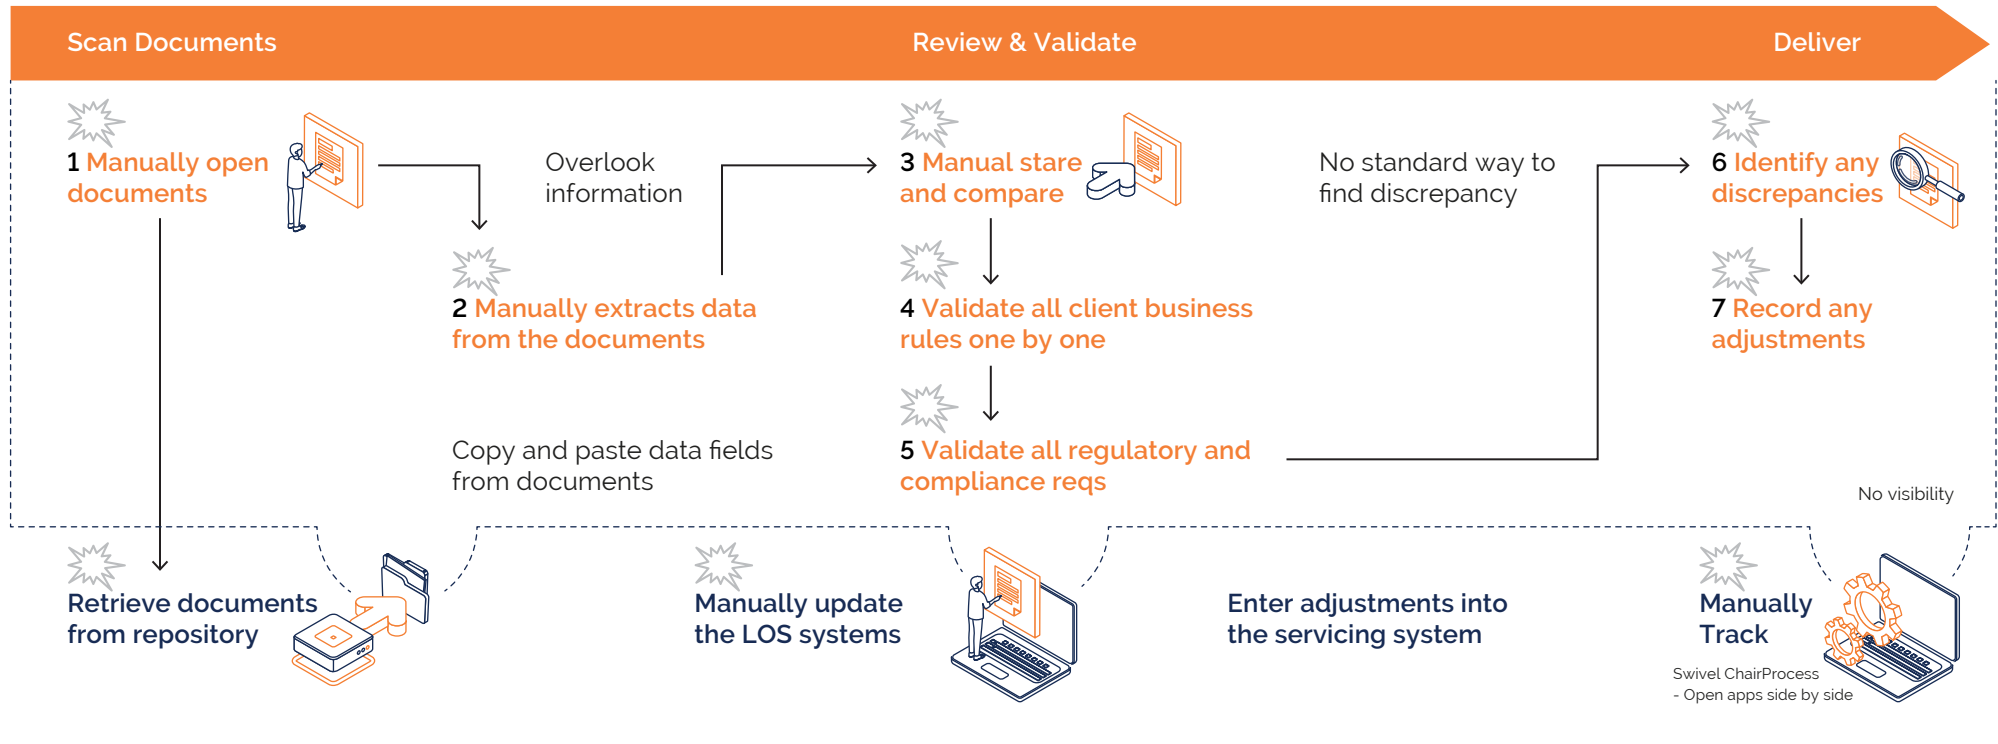 Scan Documents
Review & Validate
Deliver
1 Manually open
documents
Overlook
information
2 Manually extracts data
from the documents
Copy and paste data fields
from documents
3 Manual stare
and compare
4 Validate all client business
rules one by one
5 Validate all regulatory and
compliance reqs
No standard way to
find discrepancy
6 Identify any
discrepancies
7 Record any
adjustments
No visibility
Retrieve documents
from repository
Manually update
the LOS systems
Enter adjustments into
the servicing system
Manually
Track
Swivel ChairProcess
- Open apps side by side